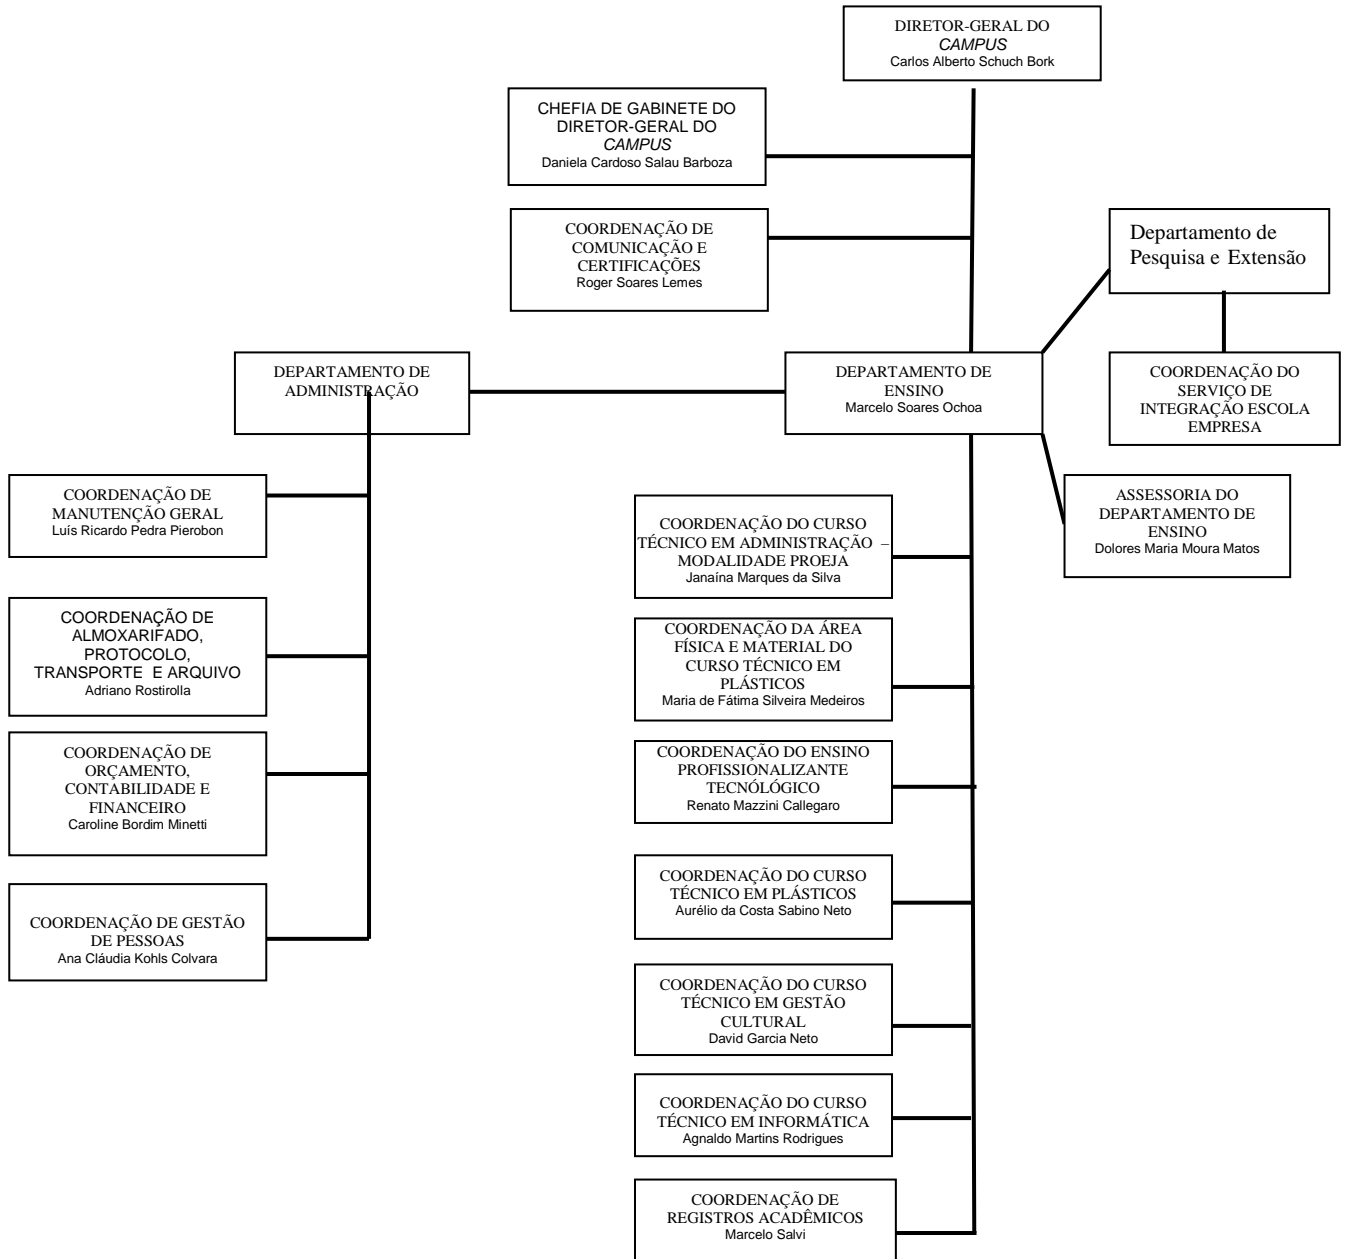 DIRETOR-GERAL DO
CAMPUS
Carlos Alberto Schuch Bork
CHEFIA DE GABINETE DO
DIRETOR-GERAL DO
CAMPUS
Daniela Cardoso Salau Barboza
COORDENAÇÃO DE
COMUNICAÇÃO E
CERTIFICAÇÕES
Roger Soares Lemes
Departamento de
Pesquisa e Extensão
DEPARTAMENTO DE
ADMINISTRAÇÃO
DEPARTAMENTO DE
ENSINO
Marcelo Soares Ochoa
COORDENAÇÃO DO
SERVIÇO DE
INTEGRAÇÃO ESCOLA
EMPRESA
COORDENAÇÃO DE
MANUTENÇÃO GERAL
Luís Ricardo Pedra Pierobon
COORDENAÇÃO DE
ALMOXARIFADO,
PROTOCOLO,
TRANSPORTE E ARQUIVO
Adriano Rostirolla
COORDENAÇÃO DE
ORÇAMENTO,
CONTABILIDADE E
FINANCEIRO
Caroline Bordim Minetti
COORDENAÇÃO DE GESTÃO
DE PESSOAS
Ana Cláudia Kohls Colvara
ASSESSORIA DO
DEPARTAMENTO DE
ENSINO
Dolores Maria Moura Matos
COORDENAÇÃO DO CURSO
TÉCNICO EM ADMINISTRAÇÃO –
MODALIDADE PROEJA
Janaína Marques da Silva
COORDENAÇÃO DA ÁREA
FÍSICA E MATERIAL DO
CURSO TÉCNICO EM
PLÁSTICOS
Maria de Fátima Silveira Medeiros
COORDENAÇÃO DO ENSINO
PROFISSIONALIZANTE
TECNÓLÓGICO
Renato Mazzini Callegaro
COORDENAÇÃO DO CURSO
TÉCNICO EM PLÁSTICOS
Aurélio da Costa Sabino Neto
COORDENAÇÃO DO CURSO
TÉCNICO EM GESTÃO
CULTURAL
David Garcia Neto
COORDENAÇÃO DO CURSO
TÉCNICO EM INFORMÁTICA
Agnaldo Martins Rodrigues
COORDENAÇÃO DE
REGISTROS ACADÊMICOS
Marcelo Salvi